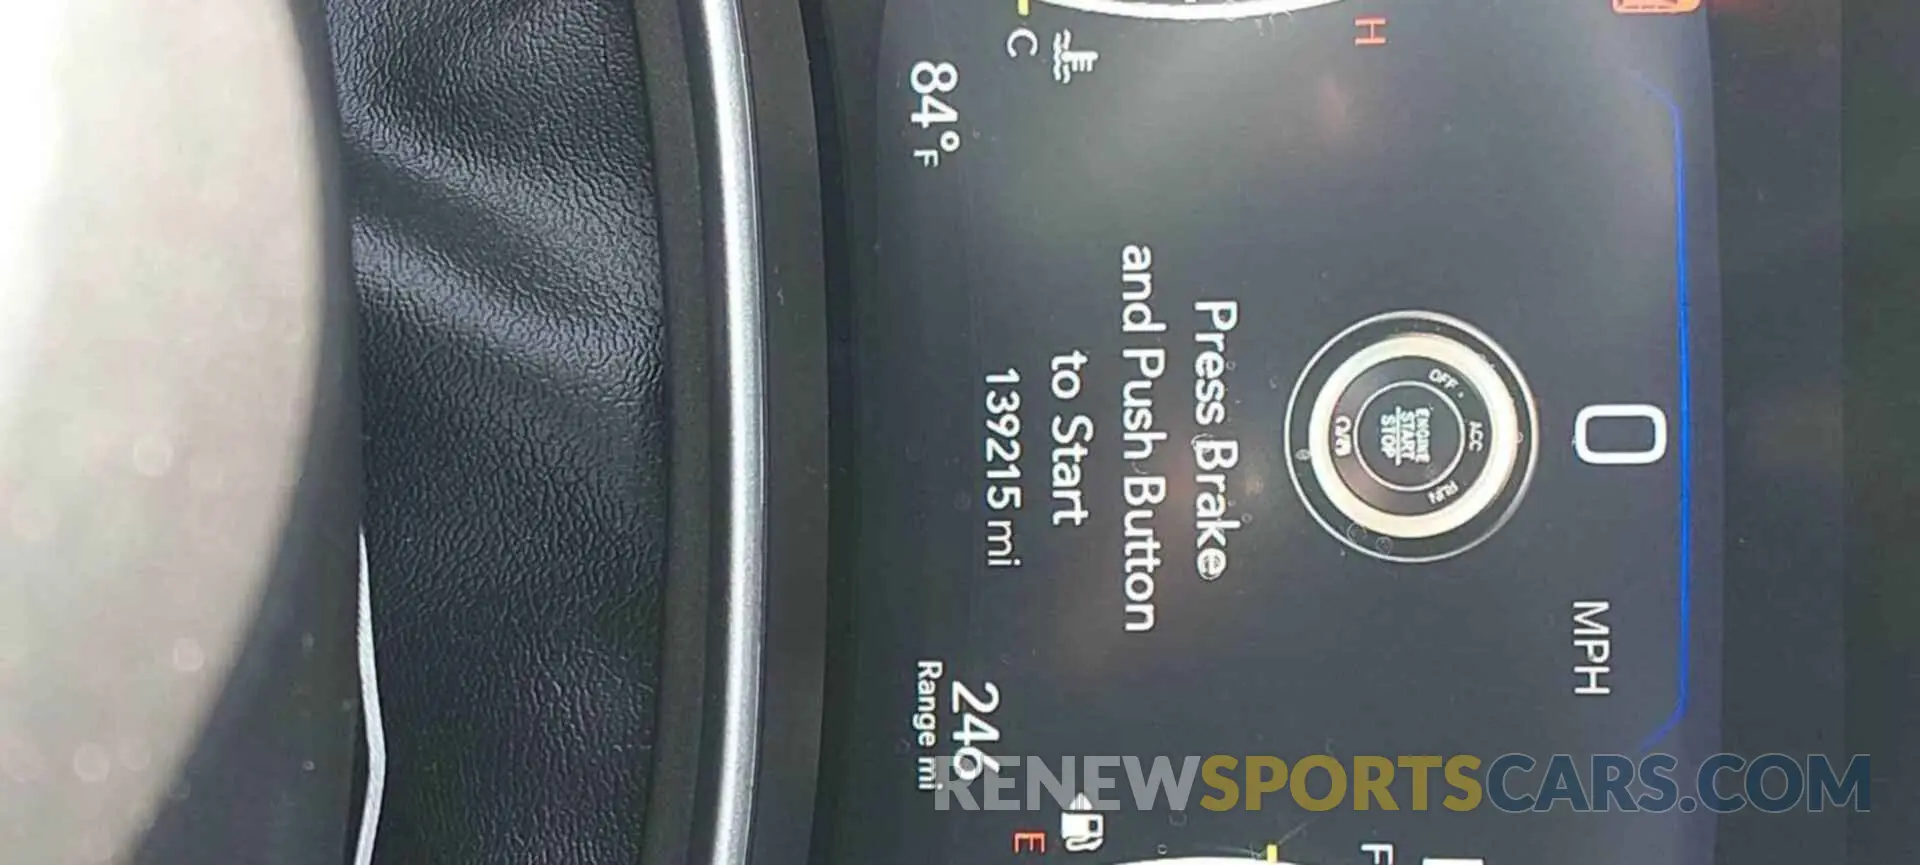 0 MPH
OFF ACC RUN
ENGINE
START
STOP
Press Brake
and Push Button
to Start
139215 mi
H
C
84°F
F
E
246
Range mi
RENEWSPORTSCARS.COM